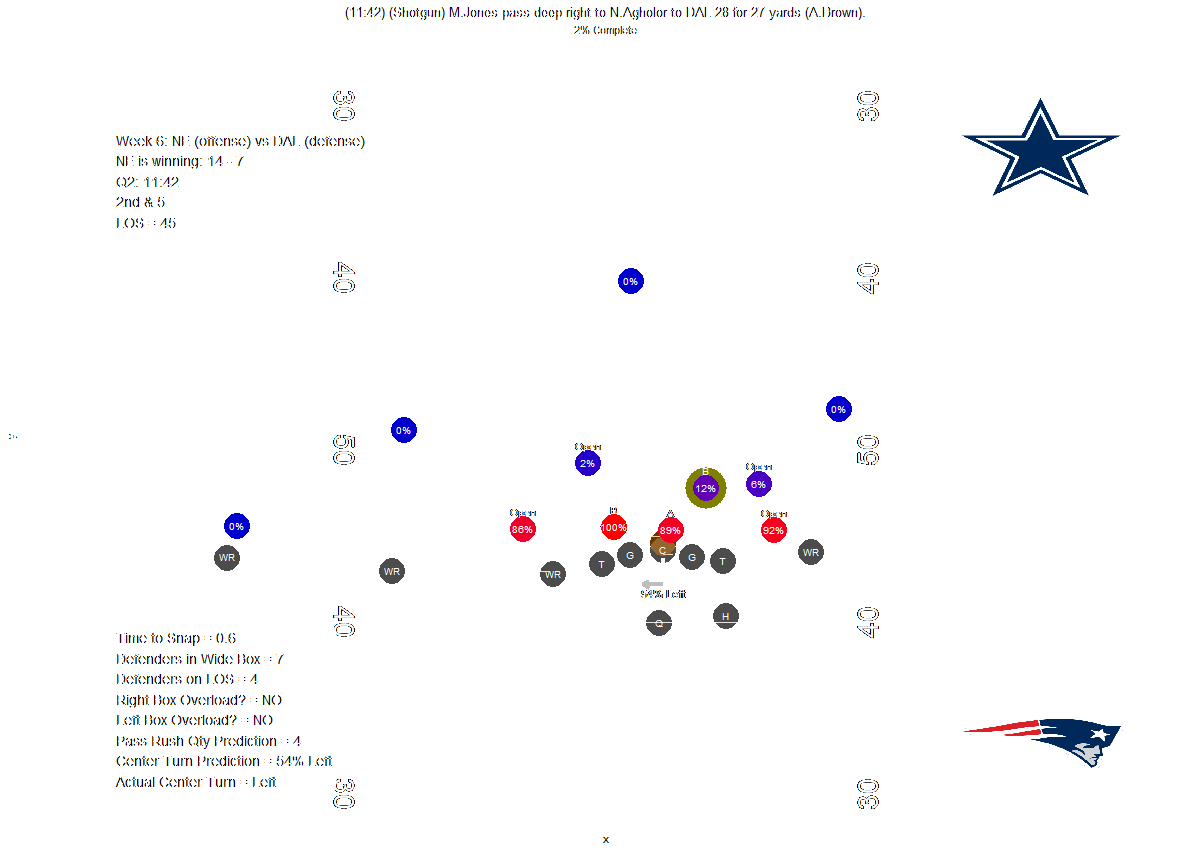 (11:42) (Shotgun) M.Jones pass deep right to N.Agholor to DAL 28 for 27 yards (A.Brown).
2% Complete
30
30
Week 6: NE (offense) vs DAL (defense)
NE is winning: 14 - 7
Q2: 11:42
2nd & 5
LOS = 45
40
40
0%
0%
0%
50
50
Open
2%
B
12%
Open
6%
0%
Open
86%
100%
A
89%
Open
92%
WR
WR
WR
T
G
C
G
T
WR
54% Left
Q
H
40
40
Time to Snap = 0.6
Defenders in Wide Box = 7
Defenders on LOS = 4
Right Box Overload? = NO
Left Box Overload? = NO
Pass Rush Qty Prediction = 4
Center Turn Prediction = 54% Left
Actual Center Turn = Left
30
30
x